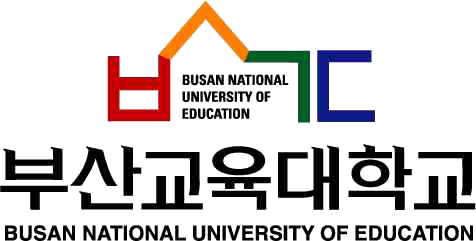 BUSAN NATIONAL
UNIVERSITY OF
EDUCATION
부산교육대학교
BUSAN NATIONAL UNIVERSITY OF EDUCATION